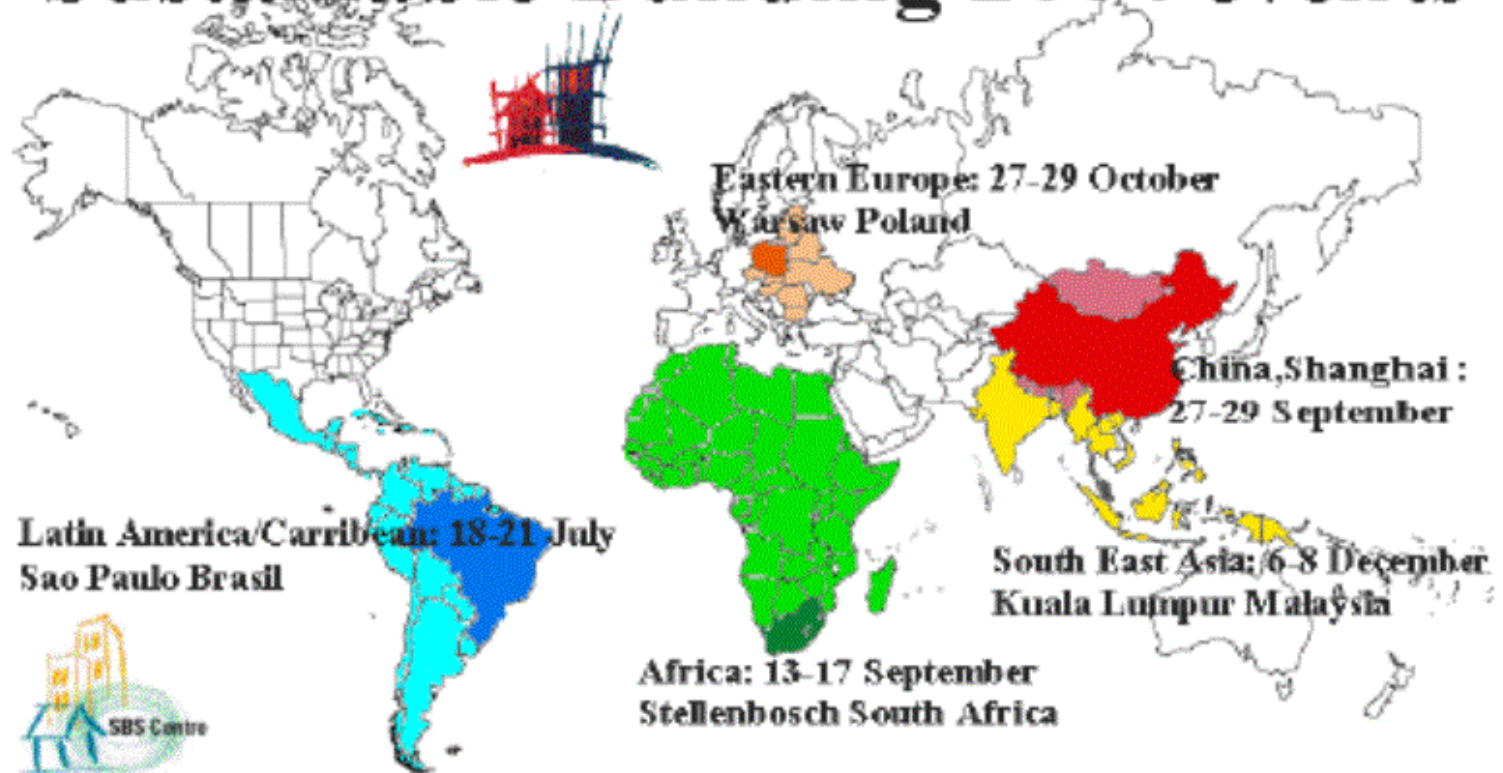 Eastern Europe: 27-29 October
Warsaw Poland
China,Shanghai :
27-29 September
Latin America/Carribean: 18-21 July
Sao Paulo Brasil
South East Asia: 6-8 December
Kuala Lumpur Malaysia
Africa: 13-17 September
Stellenbosch South Africa
SBS Centre